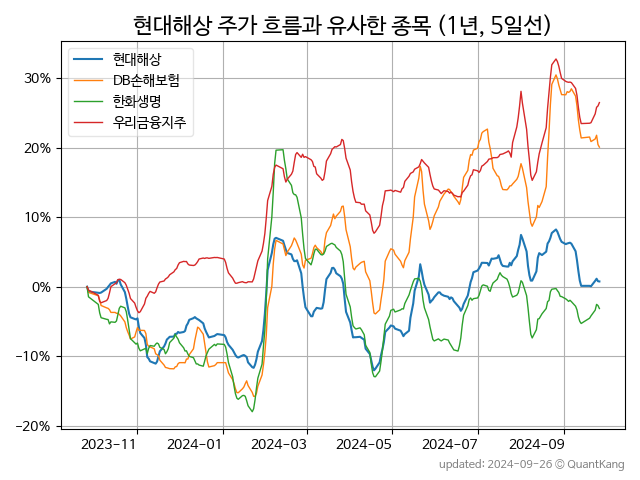 현대해상 주가 흐름과 유사한 종목 (1년, 5일선)
현대해상
DB손해보험
한화생명
우리금융지주
30%
20%
10%
0%
−10%
−20%
2023-11
2024-01
2024-03
2024-05
2024-07
2024-09
updated: 2024-09-26 © QuantKang